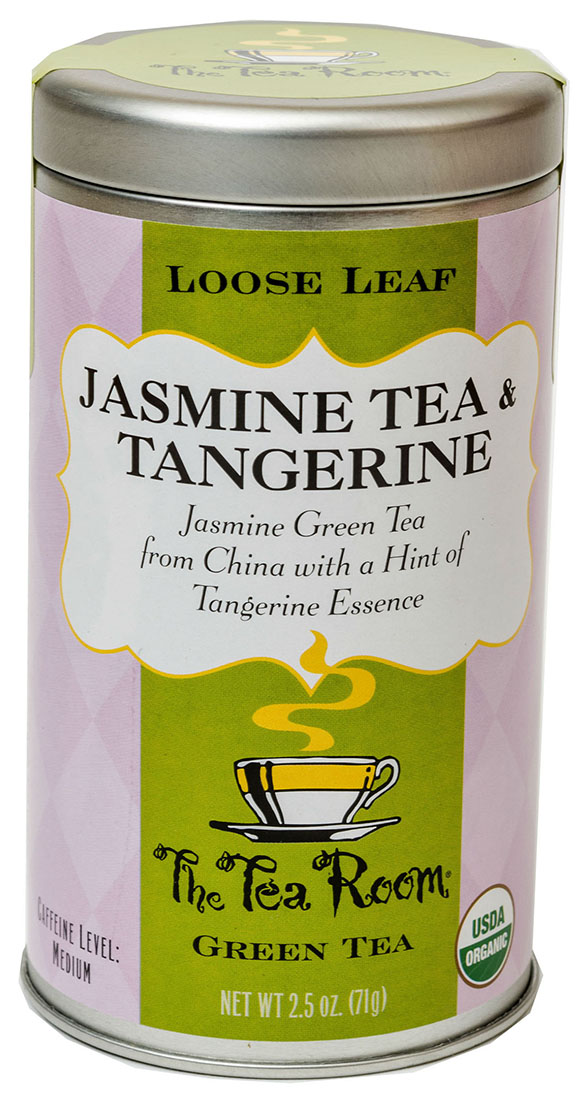 The Tea Room®
LOOSE LEAF
JASMINE TEA &
TANGERINE
Jasmine Green Tea
from China with a Hint of
Tangerine Essence
The Tea Room®
GREEN TEA
CAFFEINE LEVEL:
MEDIUM
USDA
ORGANIC
NET WT 2.5 oz. (71g)